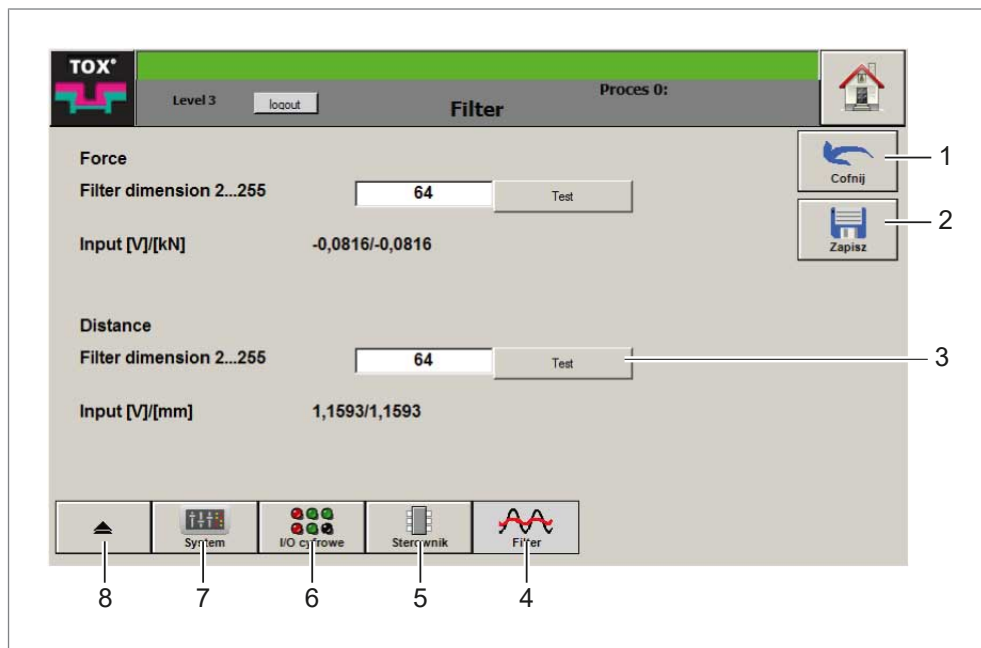 TOX®
Level 3
logout
Filter
Proces 0:
Force
Cofnij
1
Filter dimension 2...255
64
Test
Zapisz
2
Input [V]/[kN]
-0,0816/-0,0816
Distance
Filter dimension 2...255
64
Test
3
Input [V]/[mm]
1,1593/1,1593
System
I/O cyfrowe
Sterownik
Filter
8
7
6
5
4